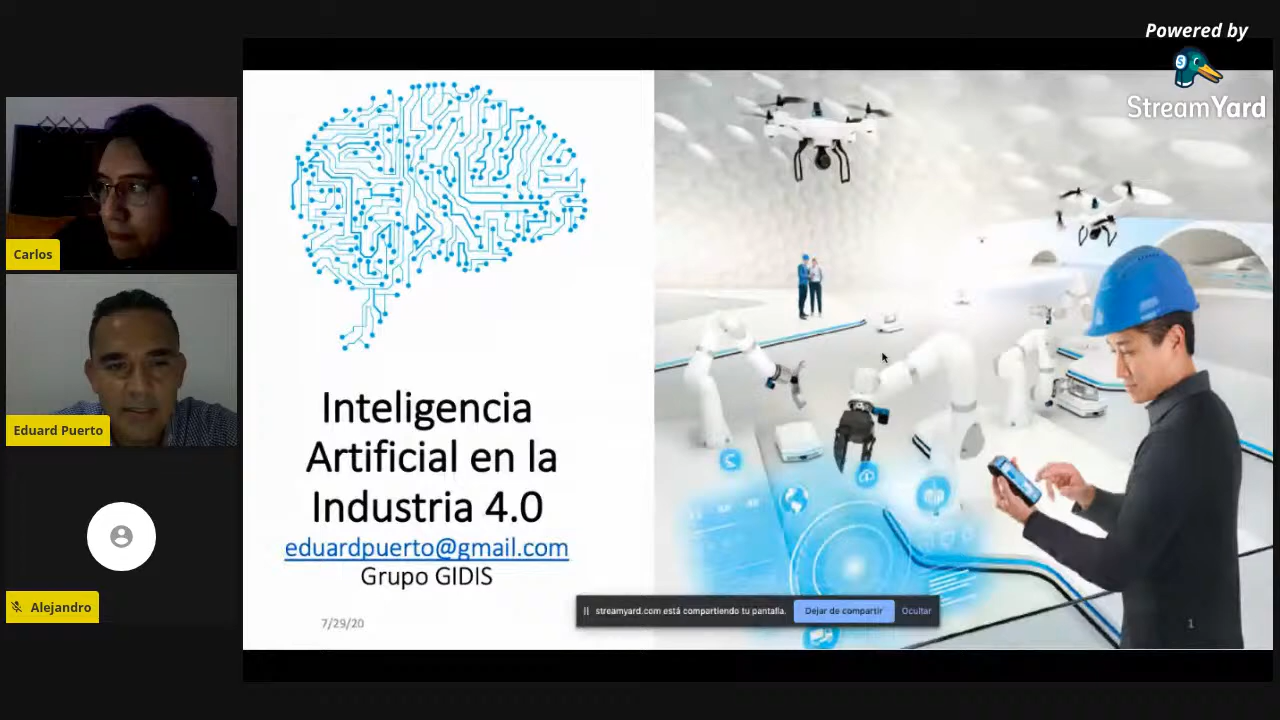 Powered by
StreamYard
Carlos
Eduard Puerto
Alejandro
Inteligencia
Artificial en la
Industria 4.0
eduardpuerto@gmail.com
Grupo GIDIS
7/29/20
streamyard.com está compartiendo tu pantalla.
Dejar de compartir
Ocultar
1